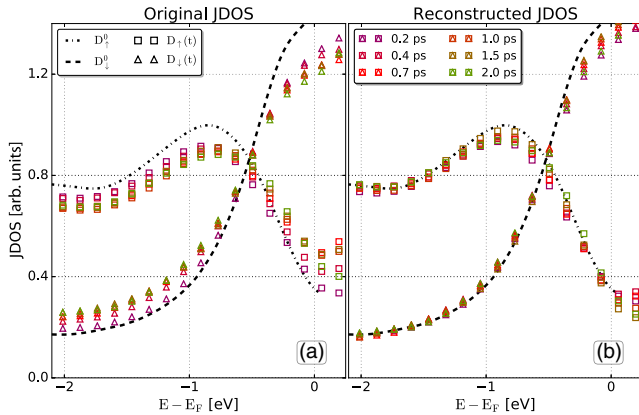 Original JDOS
Reconstructed JDOS
JDOS [arb. units]
1.2
0.8
0.4
0.0
D⁰↑
D↑(t)
D⁰↓
D↓(t)
0.2 ps
1.0 ps
0.4 ps
1.5 ps
0.7 ps
2.0 ps
(a)
(b)
−2
−1
0
−2
−1
0
E − E_F [eV]
E − E_F [eV]